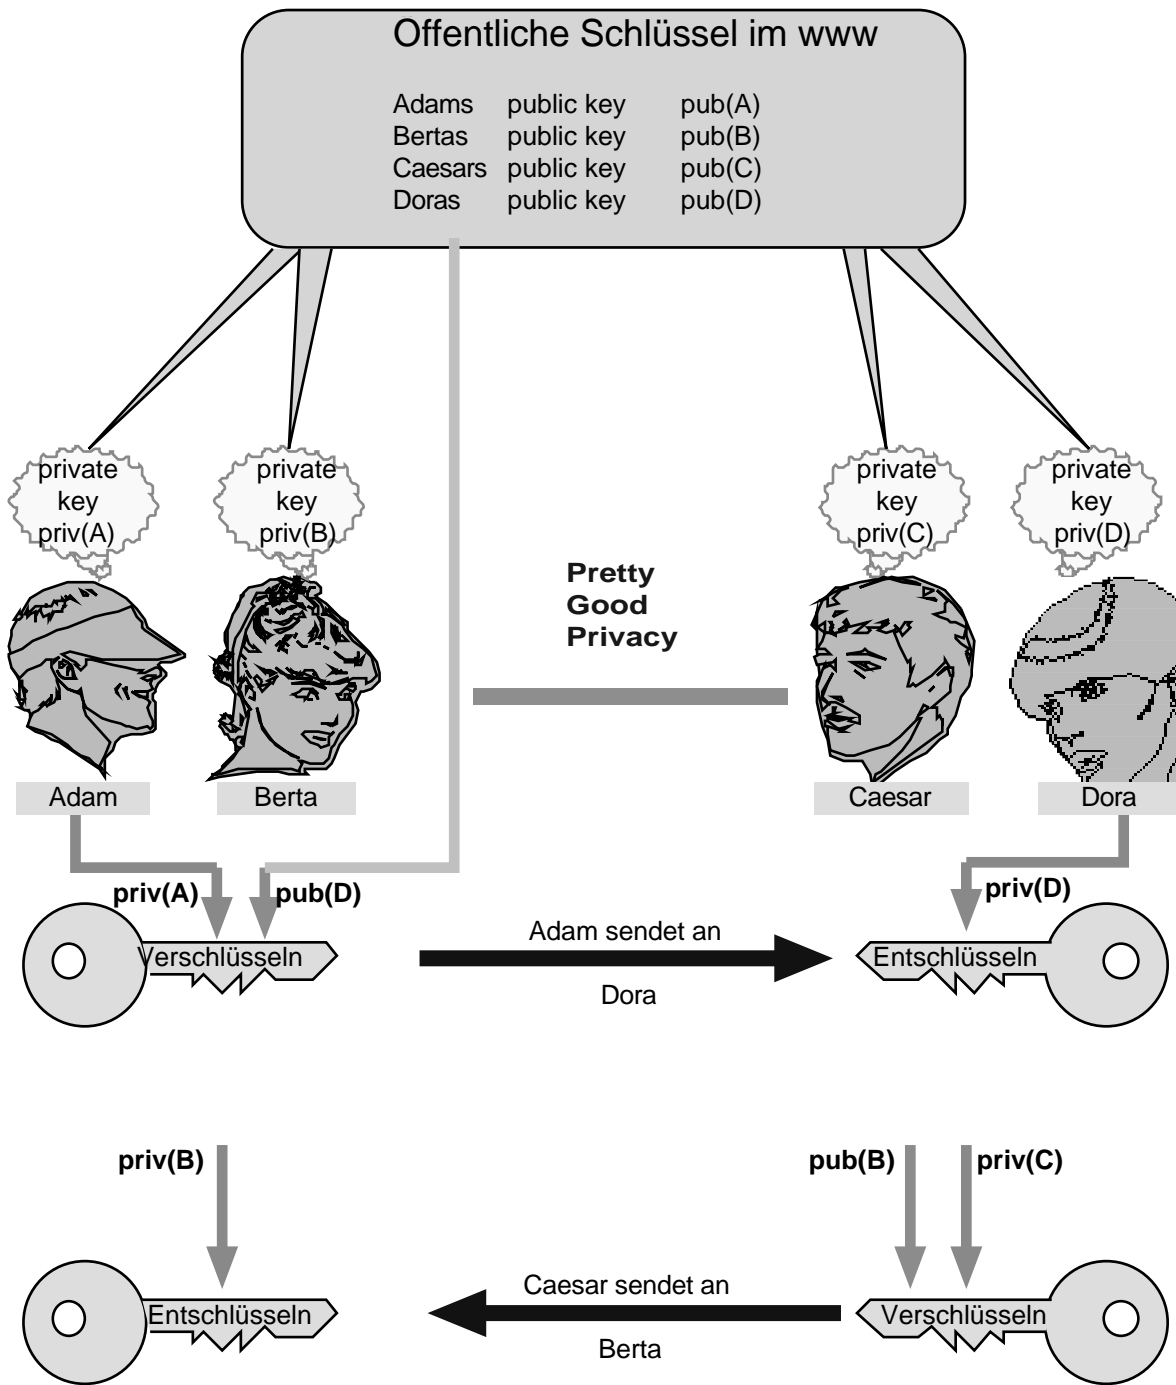 Offentliche Schlüssel im www
Adams public key pub(A)
Bertas public key pub(B)
Caesars public key pub(C)
Doras public key pub(D)
private
key
priv(A)
private
key
priv(B)
private
key
priv(C)
private
key
priv(D)
Pretty
Good
Privacy
Adam
Berta
Caesar
Dora
priv(A)
pub(D)
priv(D)
Verschlüsseln
Adam sendet an
Dora
Entschlüsseln
priv(B)
pub(B)
priv(C)
Entschlüsseln
Caesar sendet an
Berta
Verschlüsseln